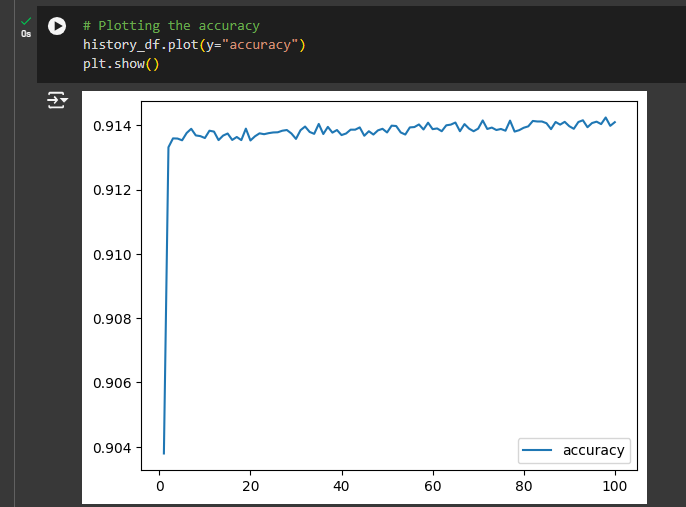 0s
# Plotting the accuracy
history_df.plot(y="accuracy")
plt.show()
0.914
0.912
0.910
0.908
0.906
0.904
accuracy
0 20 40 60 80 100